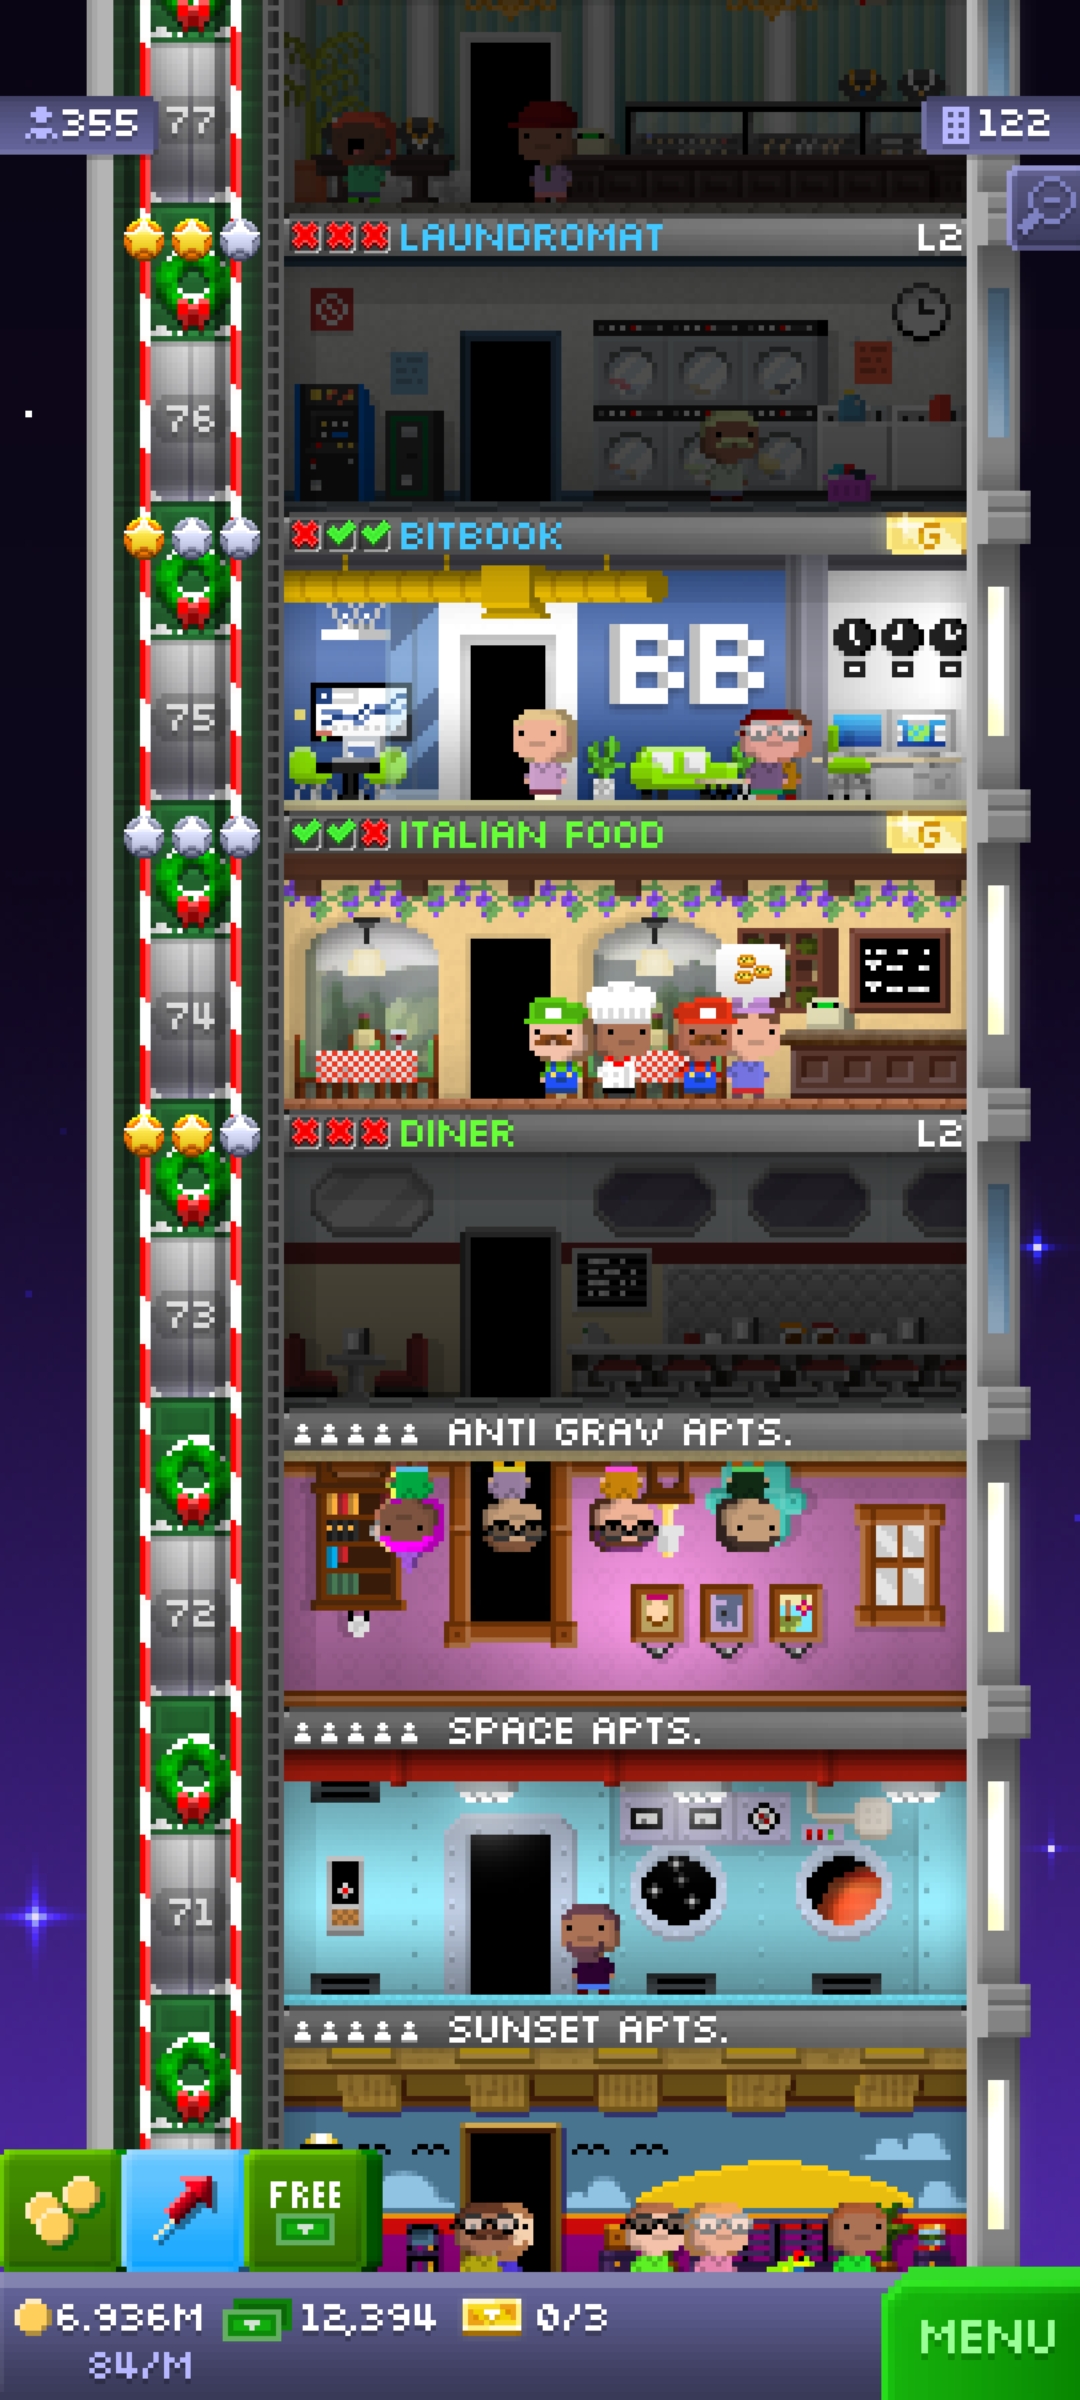 355
77
122
LAUNDROMAT L2
76
BITBOOK G
BB
75
ITALIAN FOOD G
74
DINER L2
73
ANTI GRAV APTS.
72
SPACE APTS.
71
SUNSET APTS.
FREE
6.936M 12,394 0/3
84/M
MENU